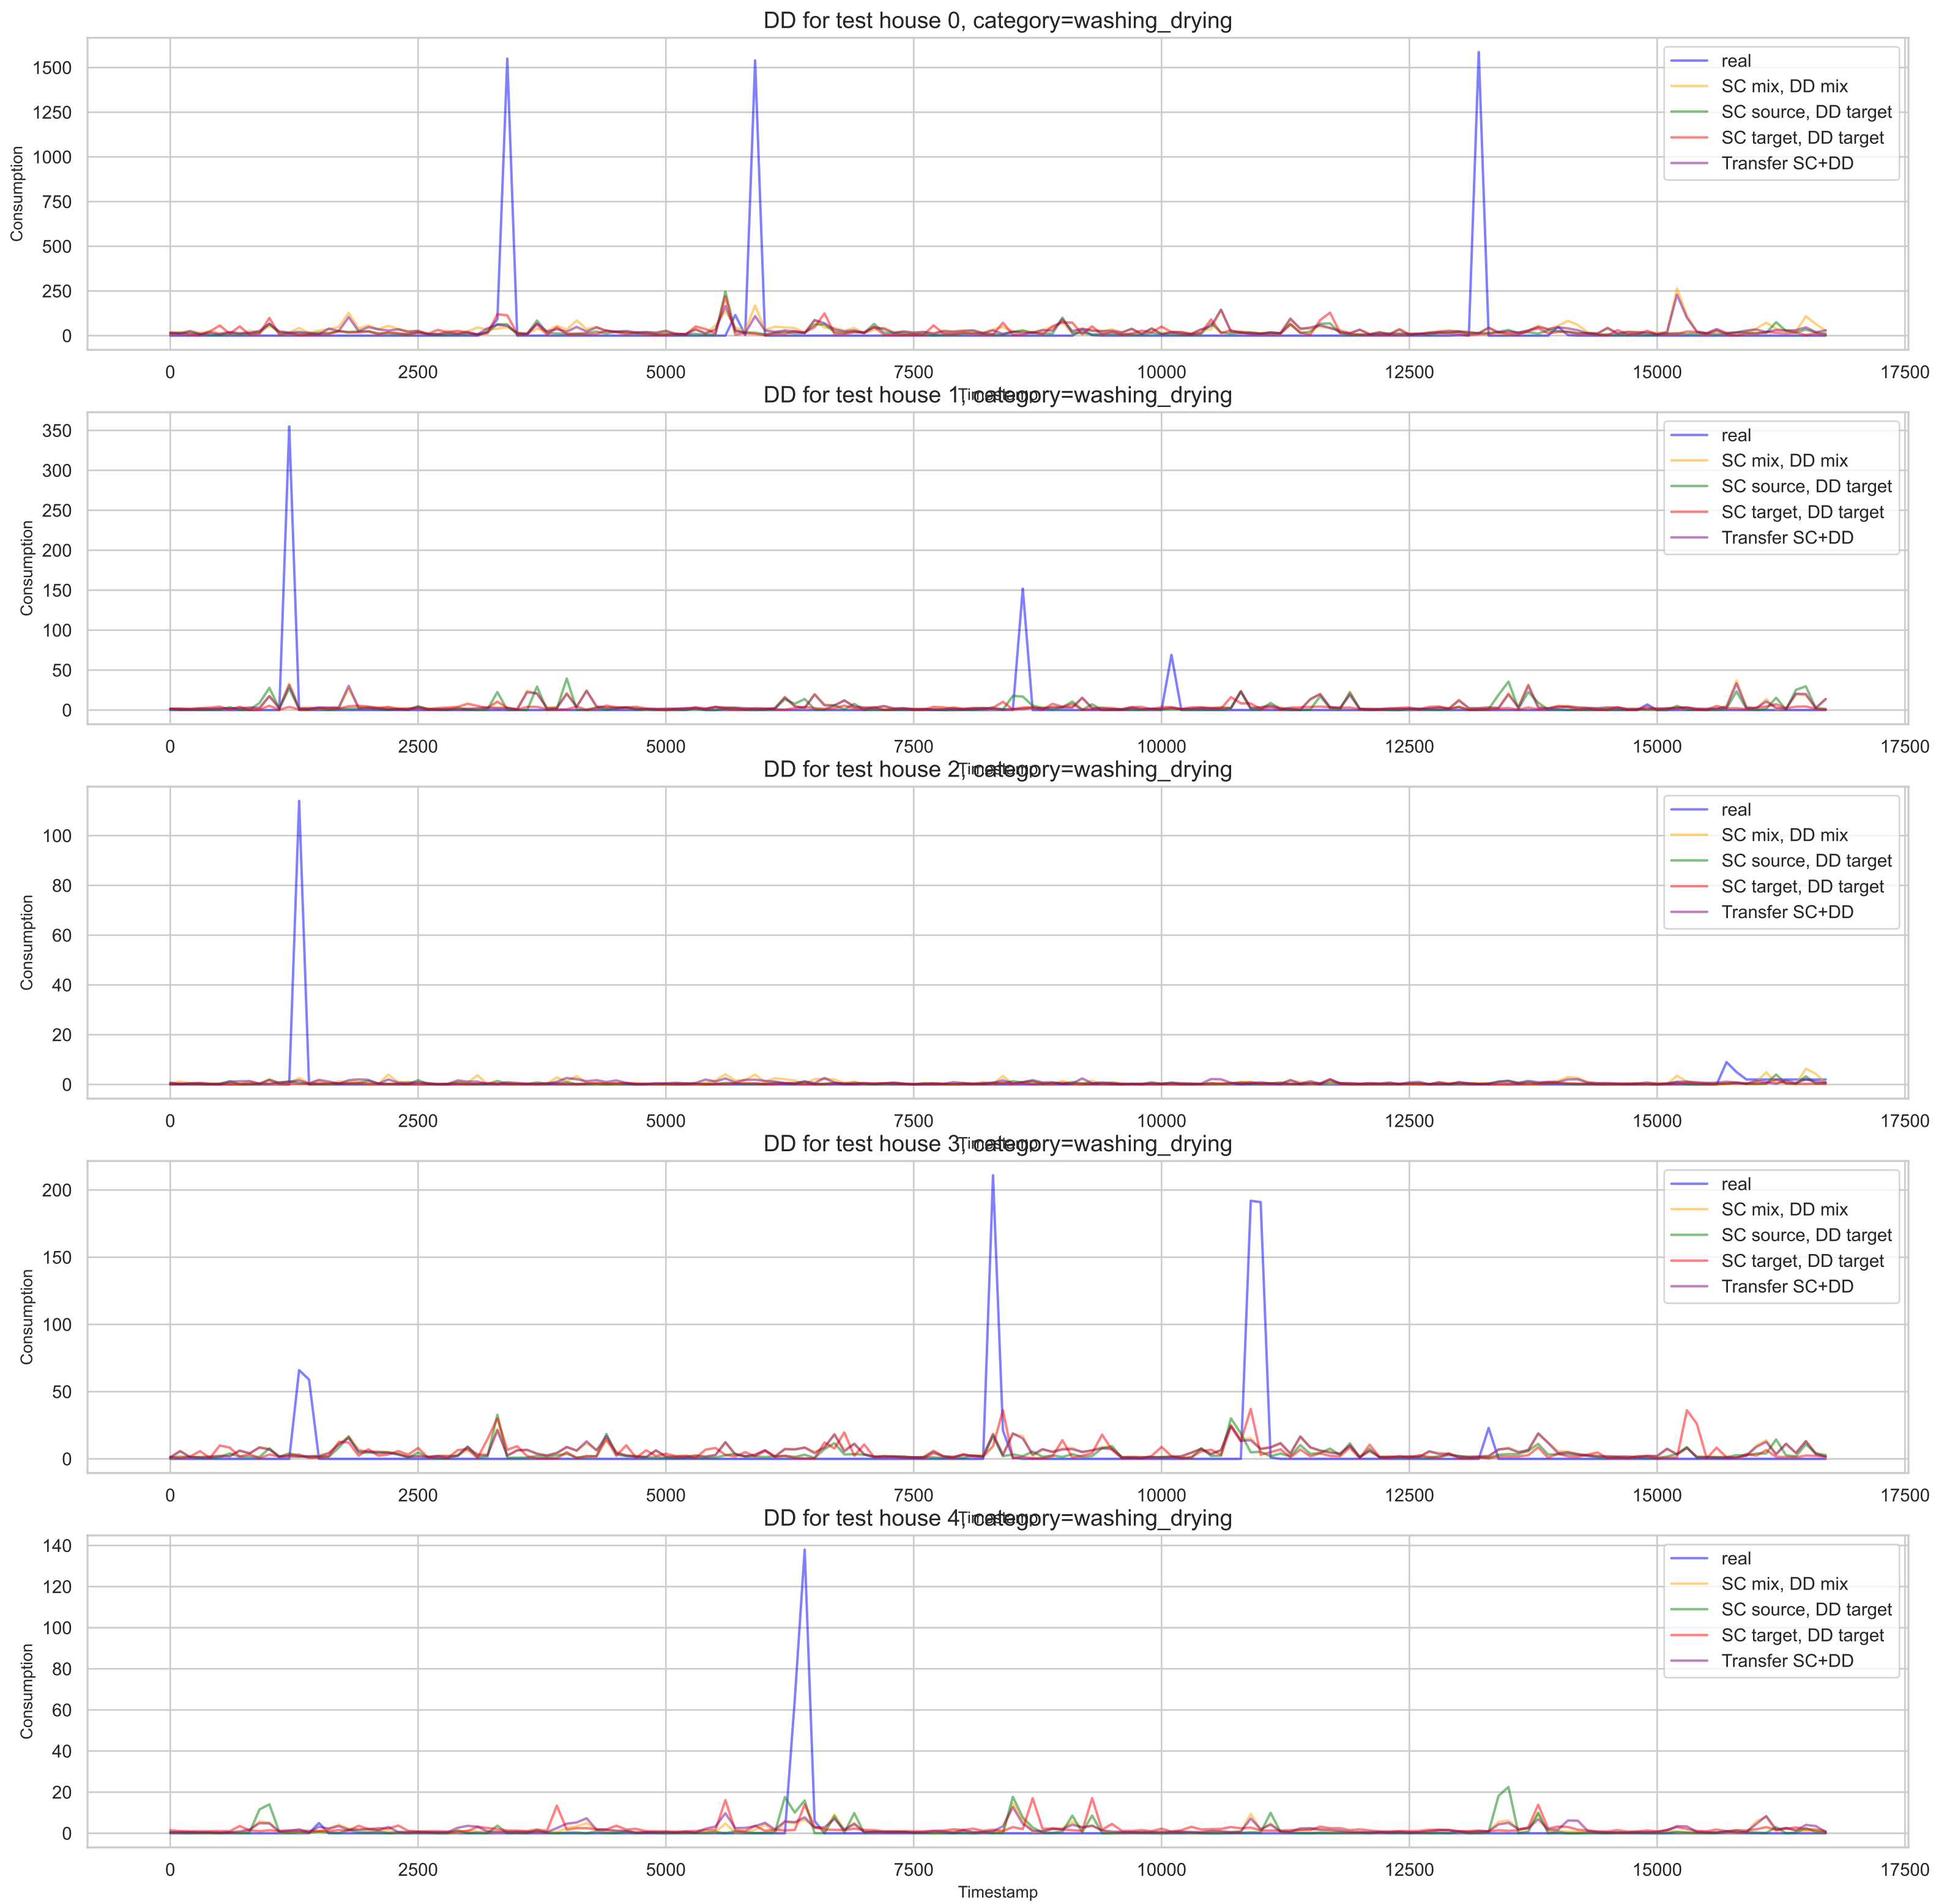 DD for test house 0, category=washing_drying
1500
1250
1000
750
500
250
0
Consumption
real
SC mix, DD mix
SC source, DD target
SC target, DD target
Transfer SC+DD
0 2500 5000 7500 10000 12500 15000 17500
Timestamp
DD for test house 1, category=washing_drying
350
300
250
200
150
100
50
0
Consumption
real
SC mix, DD mix
SC source, DD target
SC target, DD target
Transfer SC+DD
0 2500 5000 7500 10000 12500 15000 17500
Timestamp
DD for test house 2, category=washing_drying
100
80
60
40
20
0
Consumption
real
SC mix, DD mix
SC source, DD target
SC target, DD target
Transfer SC+DD
0 2500 5000 7500 10000 12500 15000 17500
Timestamp
DD for test house 3, category=washing_drying
200
150
100
50
0
Consumption
real
SC mix, DD mix
SC source, DD target
SC target, DD target
Transfer SC+DD
0 2500 5000 7500 10000 12500 15000 17500
Timestamp
DD for test house 4, category=washing_drying
140
120
100
80
60
40
20
0
Consumption
real
SC mix, DD mix
SC source, DD target
SC target, DD target
Transfer SC+DD
0 2500 5000 7500 10000 12500 15000 17500
Timestamp